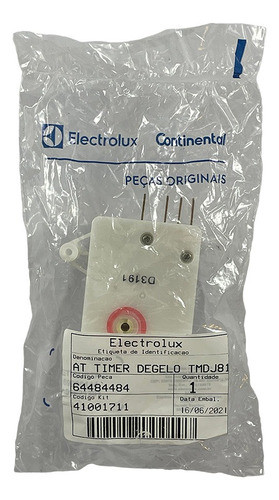 Electrolux Continental
PEÇAS ORIGINAIS
D3191
Electrolux
Etiqueta de Identificacao
Denominacao
AT TIMER DEGELO TMDJ81
Codigo Peca Quantidade
64484484 1
Codigo Kit Data Embal.
41001711 16/06/2021